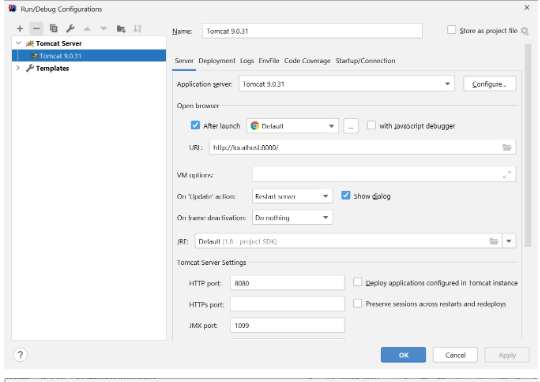 Run/Debug Configurations
Name: Tomcat 9.0.31
Store as project file
Tomcat Server
Tomcat 9.0.31
Templates
Server Deployment Logs EnvFile Code Coverage Startup/Connection
Application server: Tomcat 9.0.31 Configure...
Open browser
After launch Default ... with JavaScript debugger
URL: http://localhost:8080/
VM options:
On 'Update' action: Restart server Show dialog
On frame deactivation: Do nothing
JRE: Default (1.8 - project SDK)
Tomcat Server Settings
HTTP port: 8080 Deploy applications configured in Tomcat instance
HTTPs port: Preserve sessions across restarts and redeploys
JMX port: 1099
? OK Cancel Apply